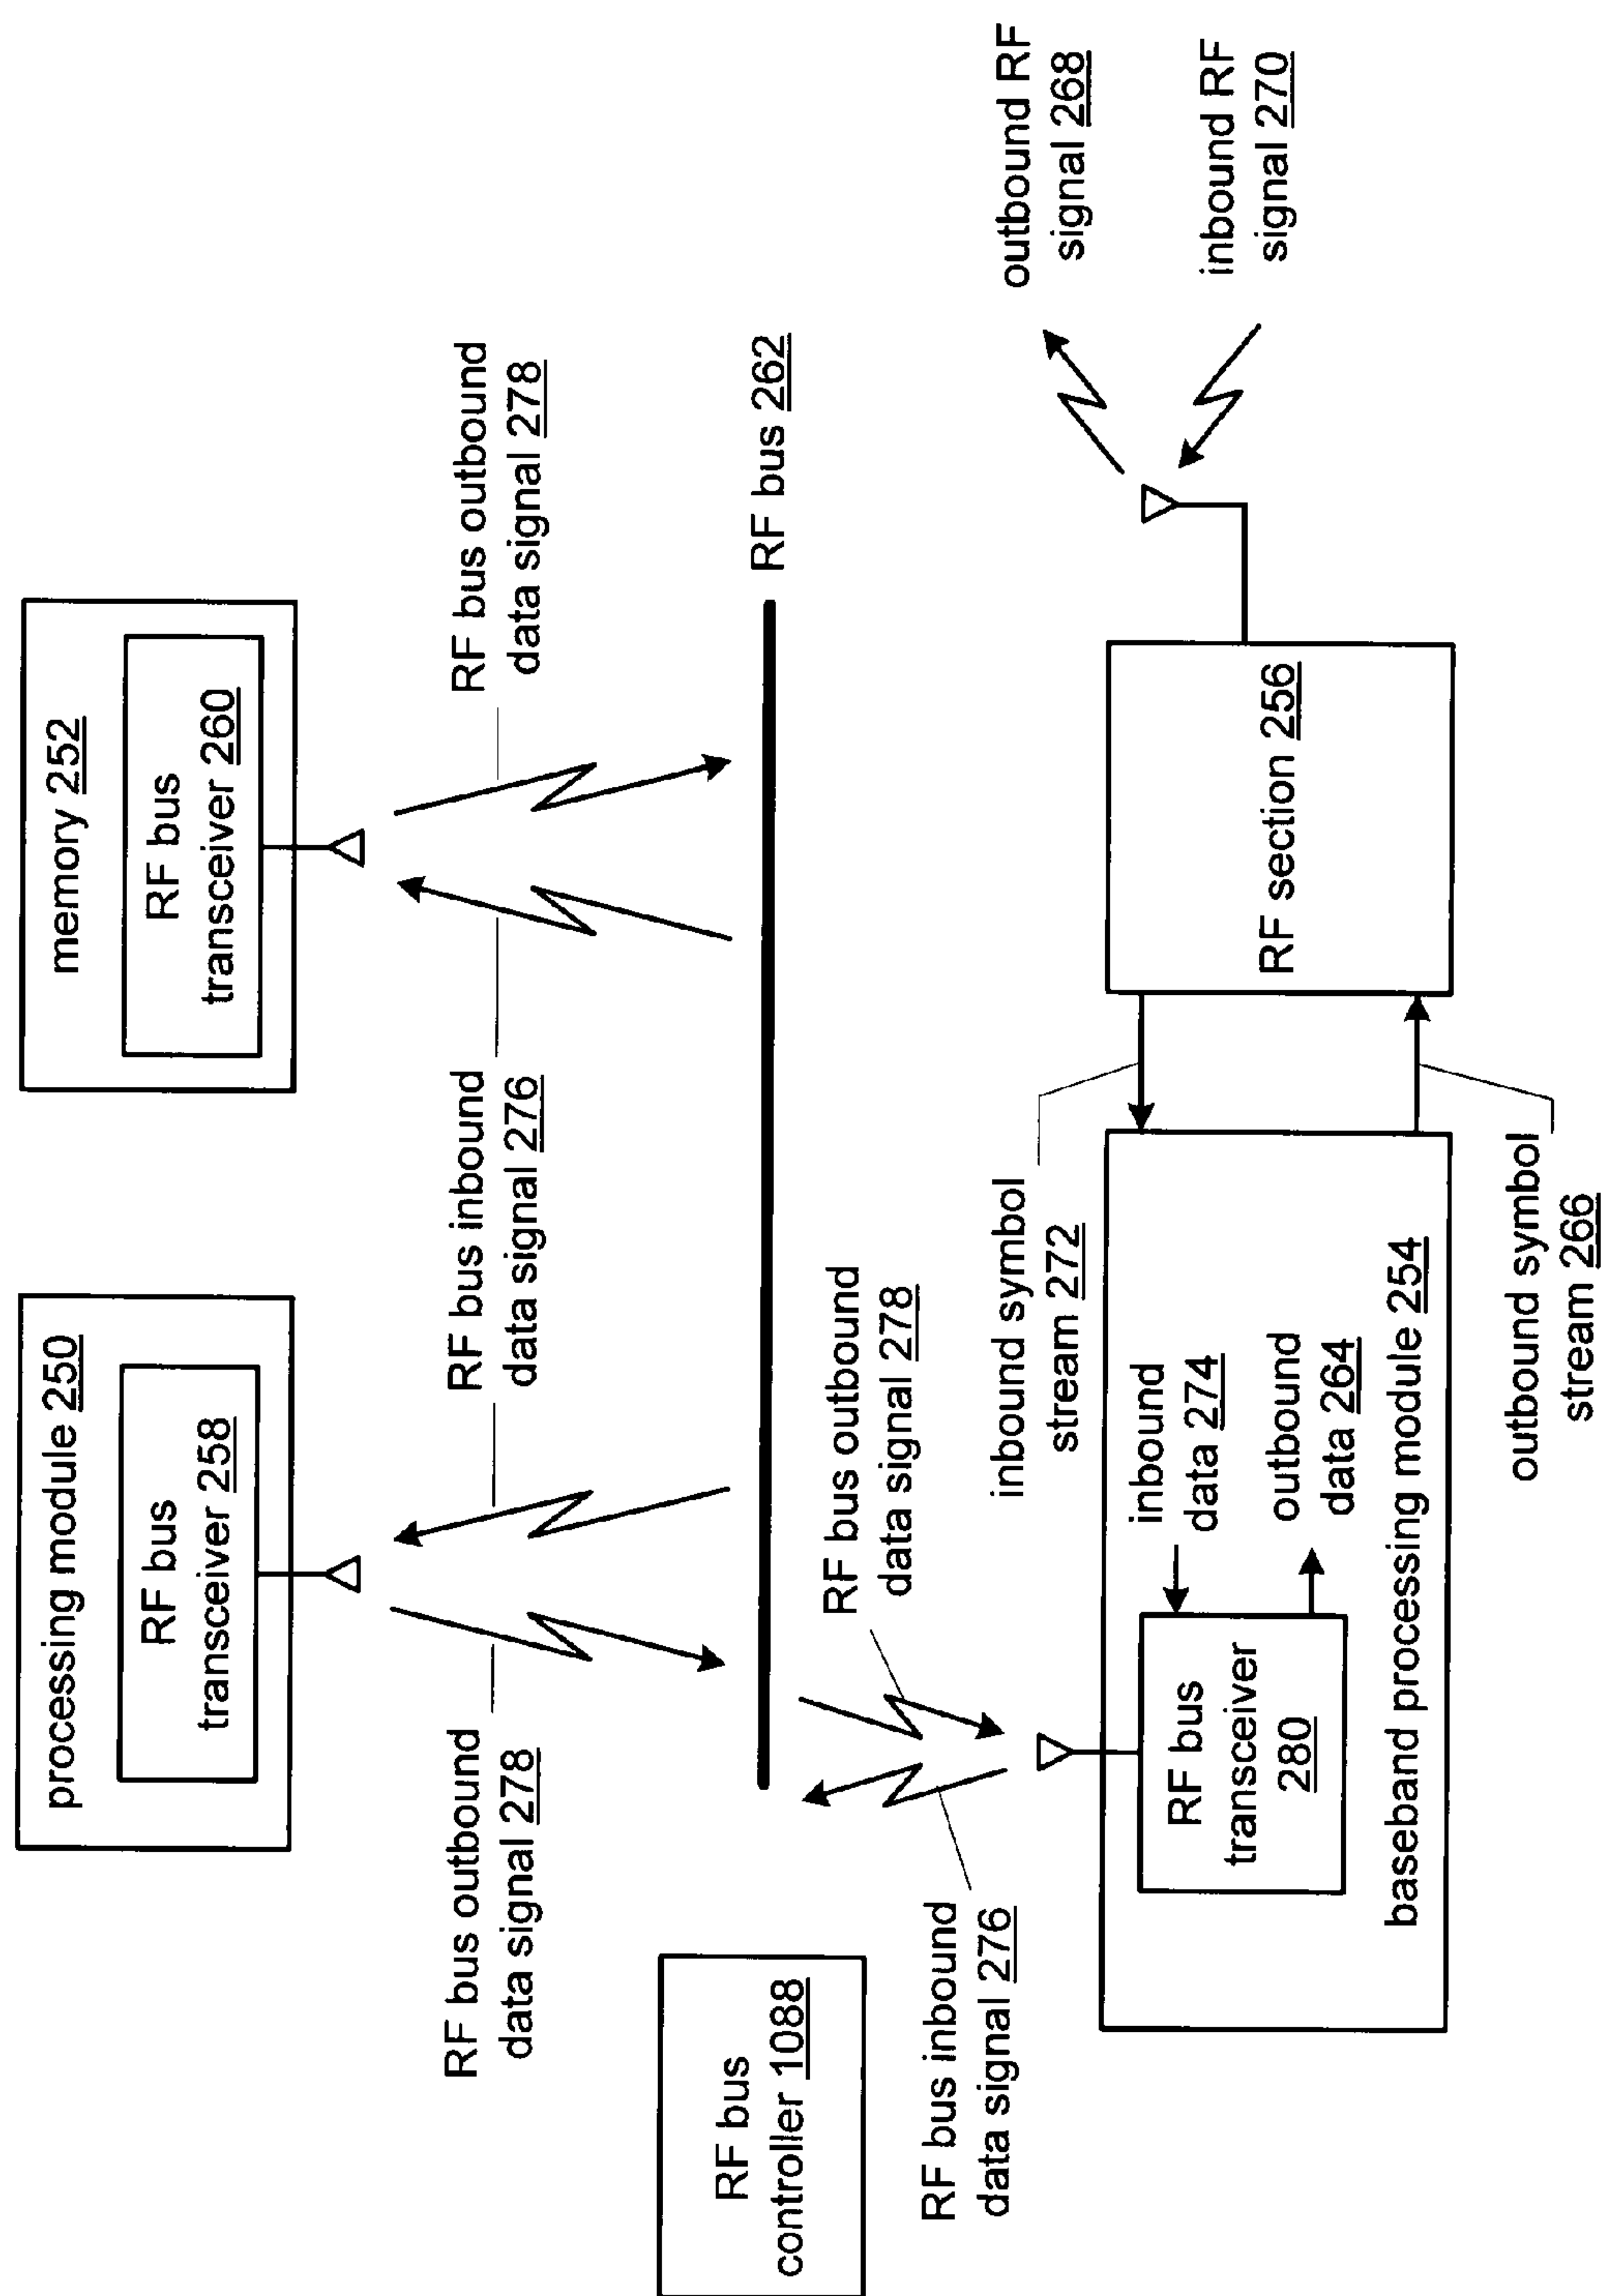 processing module 250
RF bus
transceiver 258
memory 252
RF bus
transceiver 260
RF bus outbound
data signal 278
RF bus inbound
data signal 276
RF bus outbound
data signal 278
RF bus
controller 1088
RF bus 262
RF bus inbound
data signal 276
RF bus outbound
data signal 278
inbound symbol
stream 272
outbound RF
signal 268
inbound RF
signal 270
RF bus
transceiver
280
inbound
data 274
outbound
data 264
baseband processing module 254
RF section 256
outbound symbol
stream 266